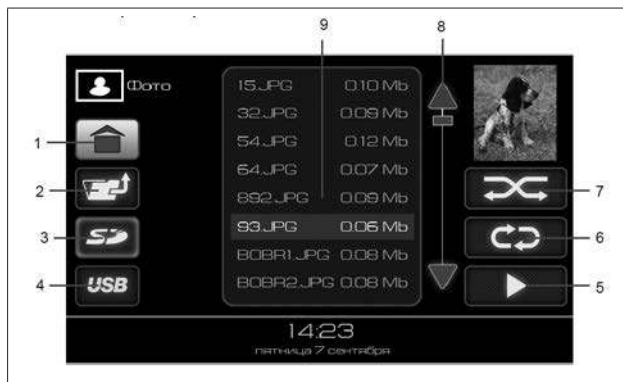 9
8
Фото
15.JPG 0.10 Mb
32.JPG 0.09 Mb
1
54.JPG 0.12 Mb
64.JPG 0.07 Mb
2
892.JPG 0.09 Mb
7
3
SD
93.JPG 0.06 Mb
6
BOBR1.JPG 0.08 Mb
4
USB
BOBR2.JPG 0.08 Mb
5
14:23
пятница 7 сентября